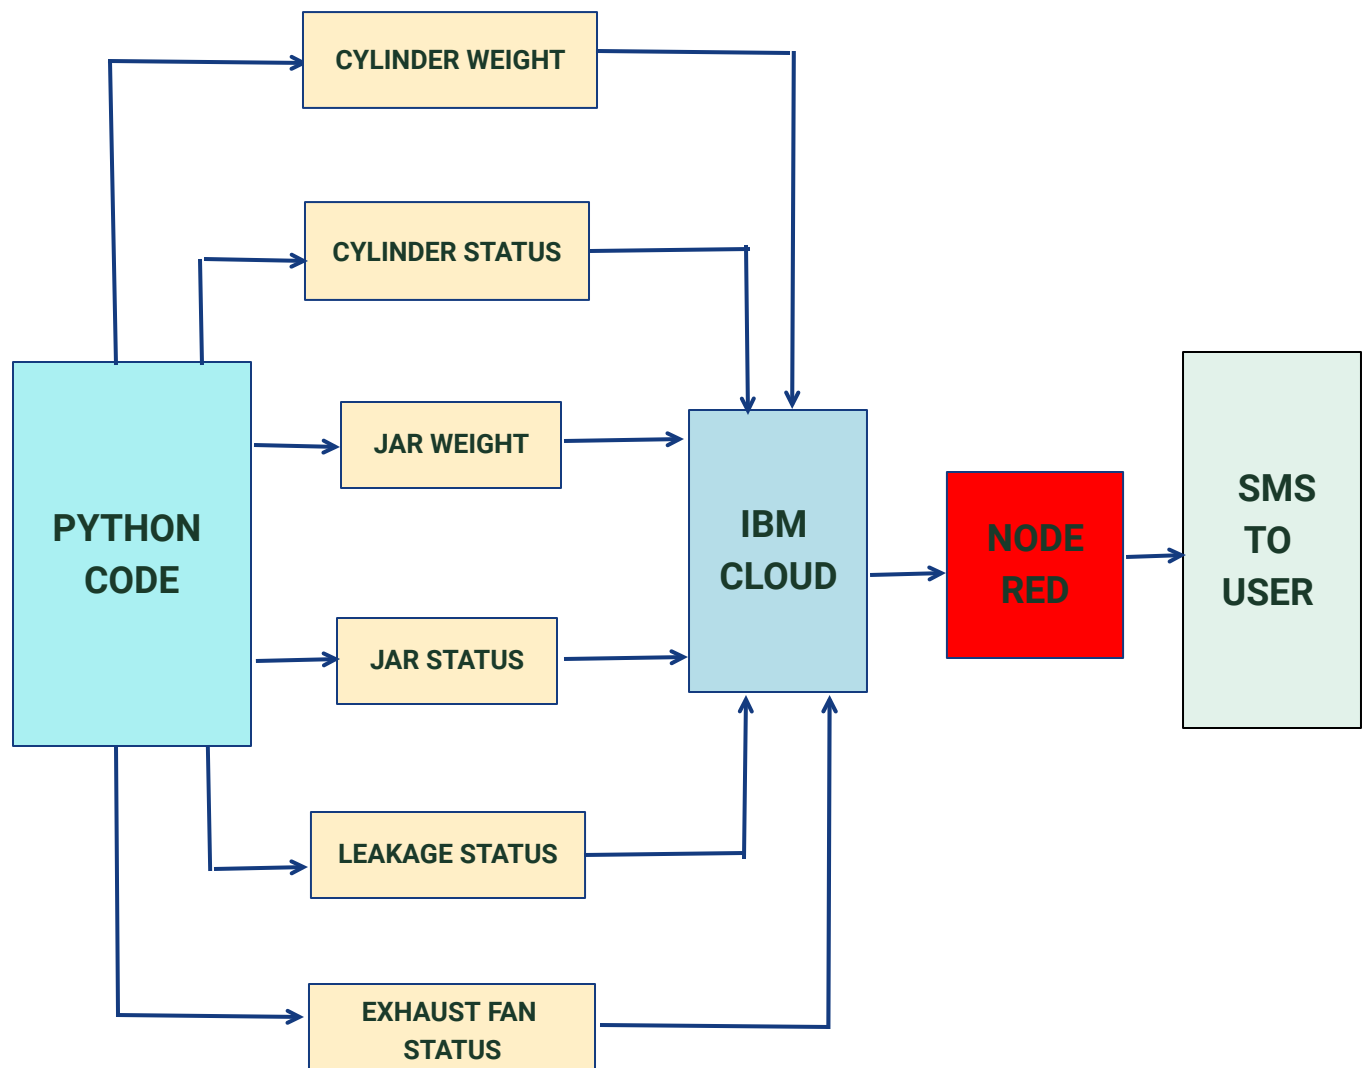 CYLINDER WEIGHT
CYLINDER STATUS
JAR WEIGHT
PYTHON
CODE
JAR STATUS
LEAKAGE STATUS
EXHAUST FAN
STATUS
IBM
CLOUD
NODE
RED
SMS
TO
USER